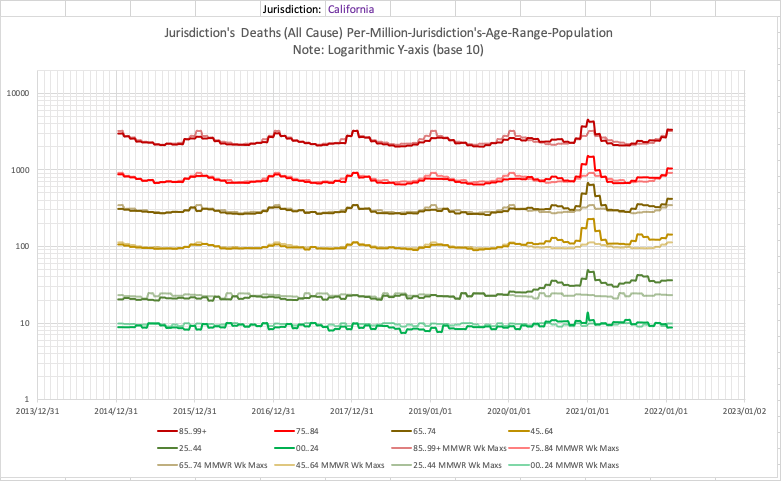 Jurisdiction: California
Jurisdiction's Deaths (All Cause) Per-Million-Jurisdiction's-Age-Range-Population
Note: Logarithmic Y-axis (base 10)
10000
1000
100
10
1
2013/12/31 2014/12/31 2015/12/31 2016/12/31 2017/12/31 2019/01/01 2020/01/01 2021/01/01 2022/01/01 2023/01/02
85..99+ 75..84 65..74 45..64
25..44 00..24 85..99+ MMWR Wk Maxs 75..84 MMWR Wk Maxs
65..74 MMWR Wk Maxs 45..64 MMWR Wk Maxs 25..44 MMWR Wk Maxs 00..24 MMWR Wk Maxs